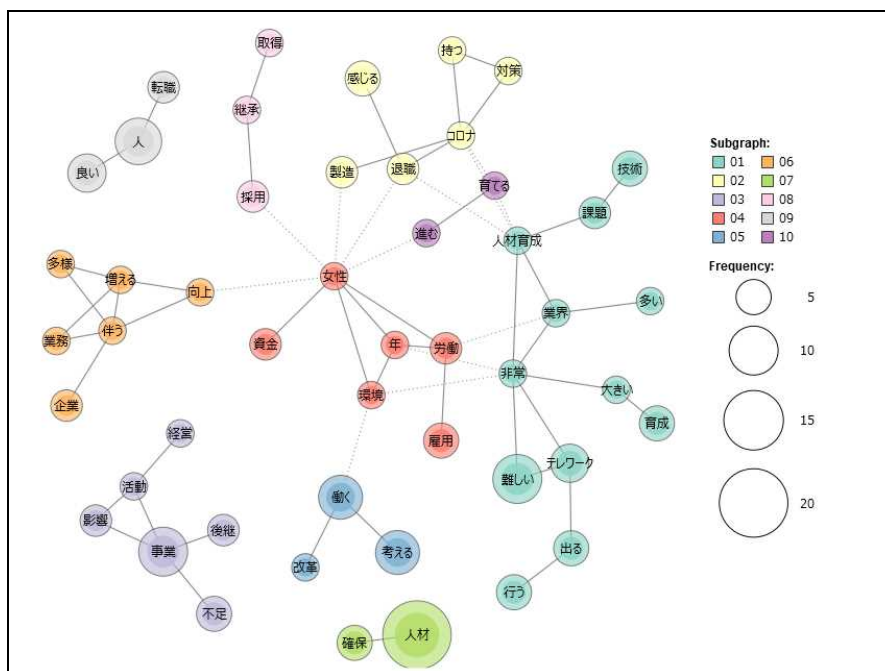 取得
持つ
対策
感じる
転職
継承
コロナ
人
良い
製造
退職
技術
育てる
採用
課題
進む
人材育成
多様
増える
向上
女性
業務
伴う
資金
年
労働
業界
多い
非常
環境
大きい
企業
育成
雇用
経営
テレワーク
難しい
活動
働く
影響
後継
事業
考える
出る
改革
行う
不足
確保
人材
Subgraph:
01 06
02 07
03 08
04 09
05 10
Frequency:
5
10
15
20